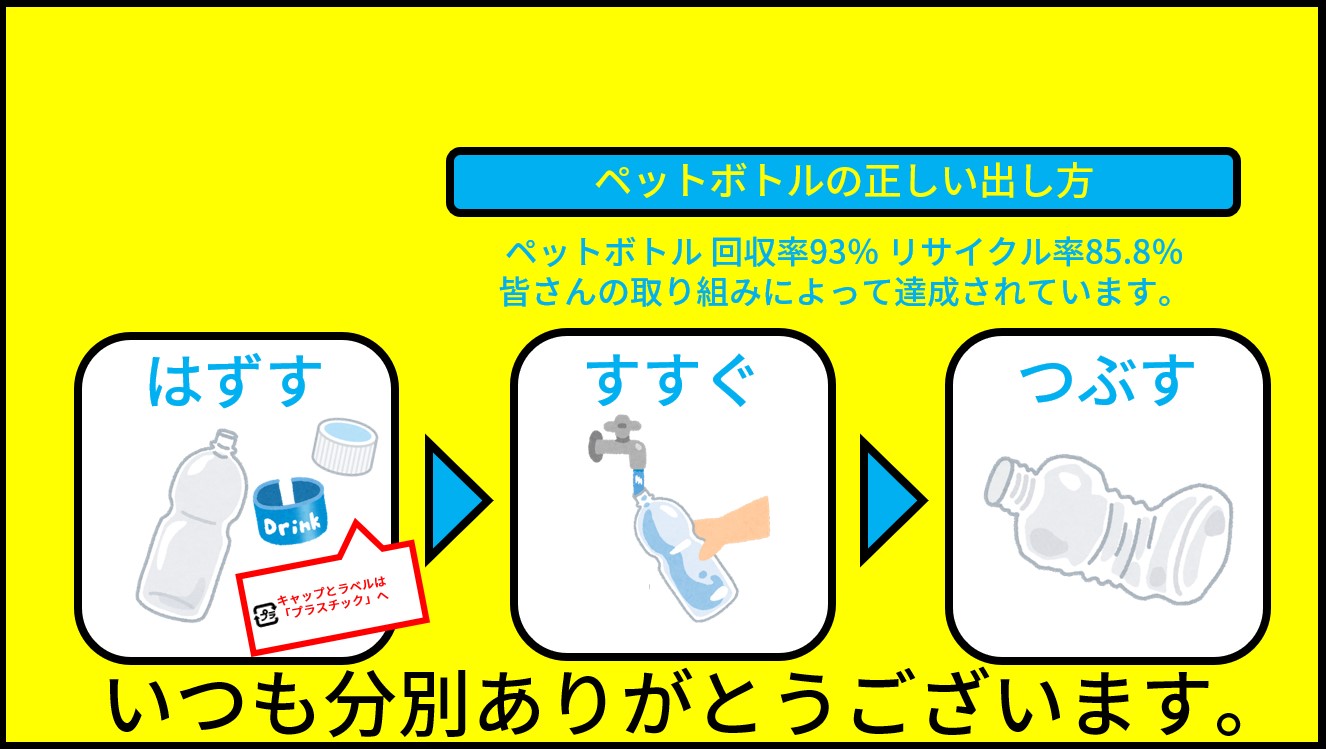 ペットボトルの正しい出し方
ペットボトル 回収率93% リサイクル率85.8%
皆さんの取り組みによって達成されています。
はずす
すすぐ
つぶす
Drink
キャップとラベルは
プラ
「プラスチック」へ
いつも分別ありがとうございます。